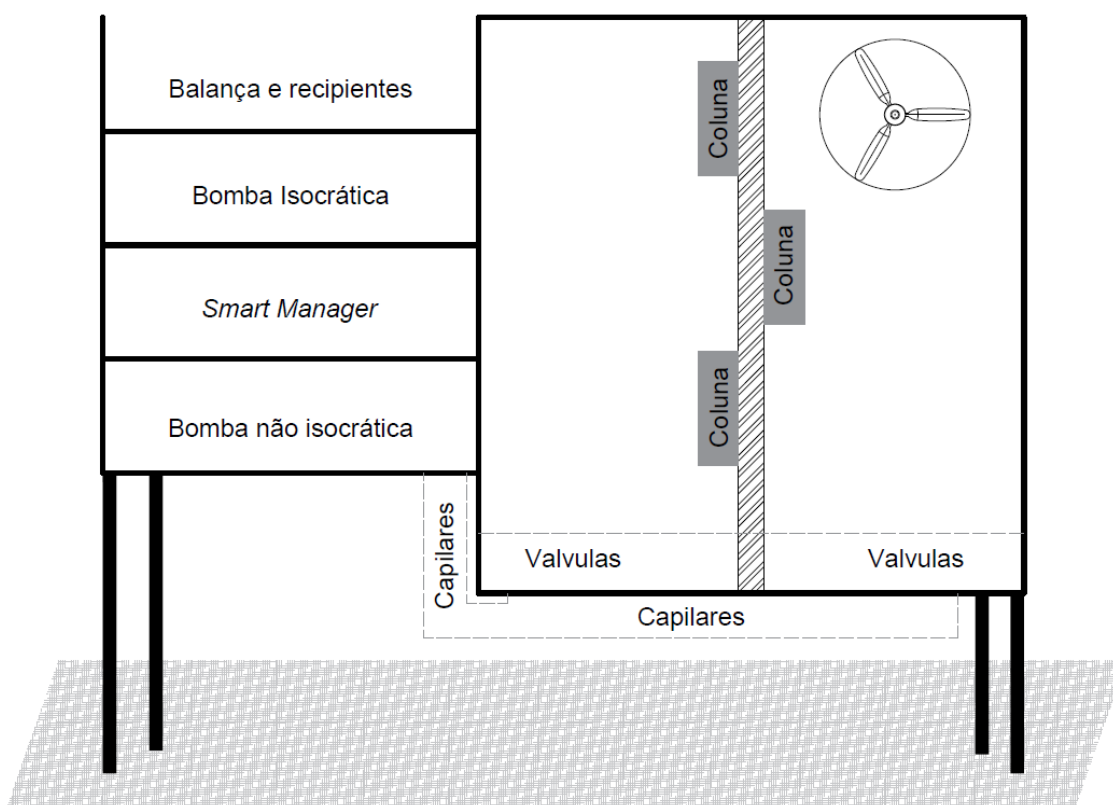 Balança e recipientes
Bomba Isocrática
Smart Manager
Bomba não isocrática
Coluna
Coluna
Coluna
Capilares
Valvulas
Valvulas
Capilares